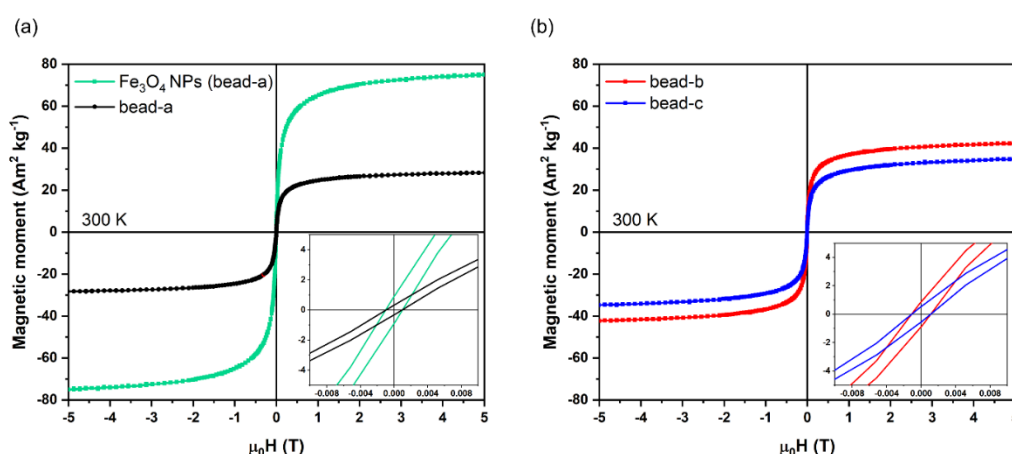 (a)
(b)
Magnetic moment (Am² kg⁻¹)
80
60
40
20
0
-20
-40
-60
-80
Fe₃O₄ NPs (bead-a)
bead-a
300 K
4
2
0
-2
-4
-0.008 -0.004 0.000 0.004 0.008
-5 -4 -3 -2 -1 0 1 2 3 4 5
μ₀H (T)
Magnetic moment (Am² kg⁻¹)
80
60
40
20
0
-20
-40
-60
-80
bead-b
bead-c
300 K
4
2
0
-2
-4
-0.008 -0.004 0.000 0.004 0.008
-5 -4 -3 -2 -1 0 1 2 3 4 5
μ₀H (T)